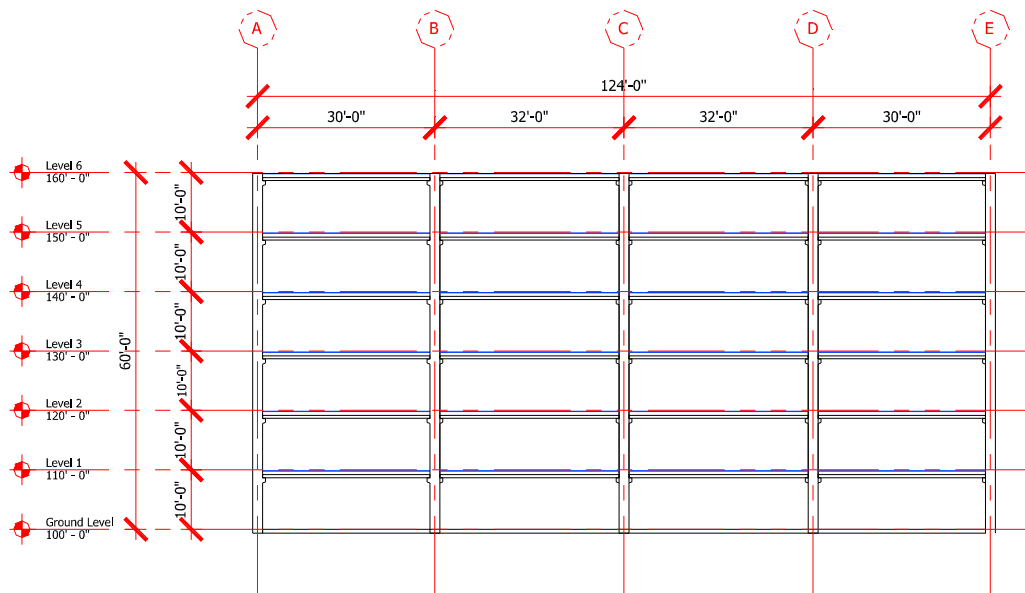 A
B
C
D
E
124'-0"
30'-0"
32'-0"
32'-0"
30'-0"
Level 6
160' - 0"
Level 5
150' - 0"
Level 4
140' - 0"
Level 3
130' - 0"
Level 2
120' - 0"
Level 1
110' - 0"
Ground Level
100' - 0"
60'-0"
10'-0"
10'-0"
10'-0"
10'-0"
10'-0"
10'-0"